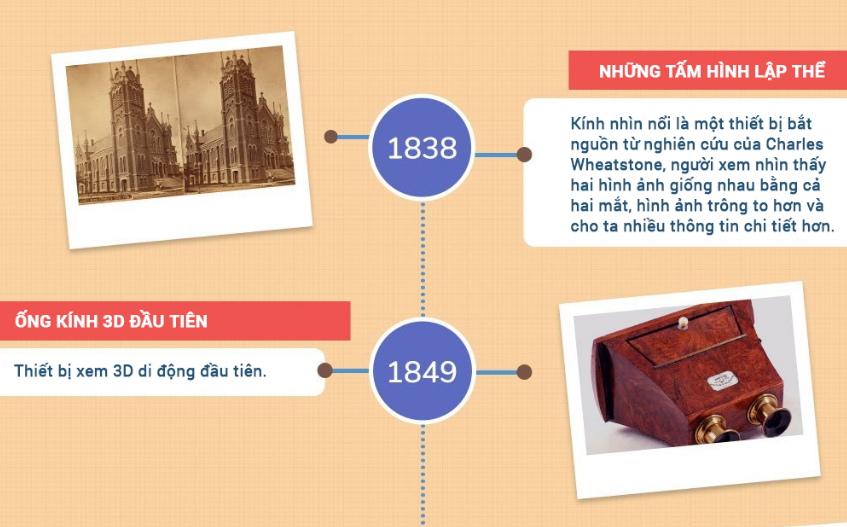 1838
NHỮNG TẤM HÌNH LẬP THỂ
Kính nhìn nổi là một thiết bị bắt
nguồn từ nghiên cứu của Charles
Wheatstone, người xem nhìn thấy
hai hình ảnh giống nhau bằng cả
hai mắt, hình ảnh trông to hơn và
cho ta nhiều thông tin chi tiết hơn.
ỐNG KÍNH 3D ĐẦU TIÊN
Thiết bị xem 3D di động đầu tiên.
1849